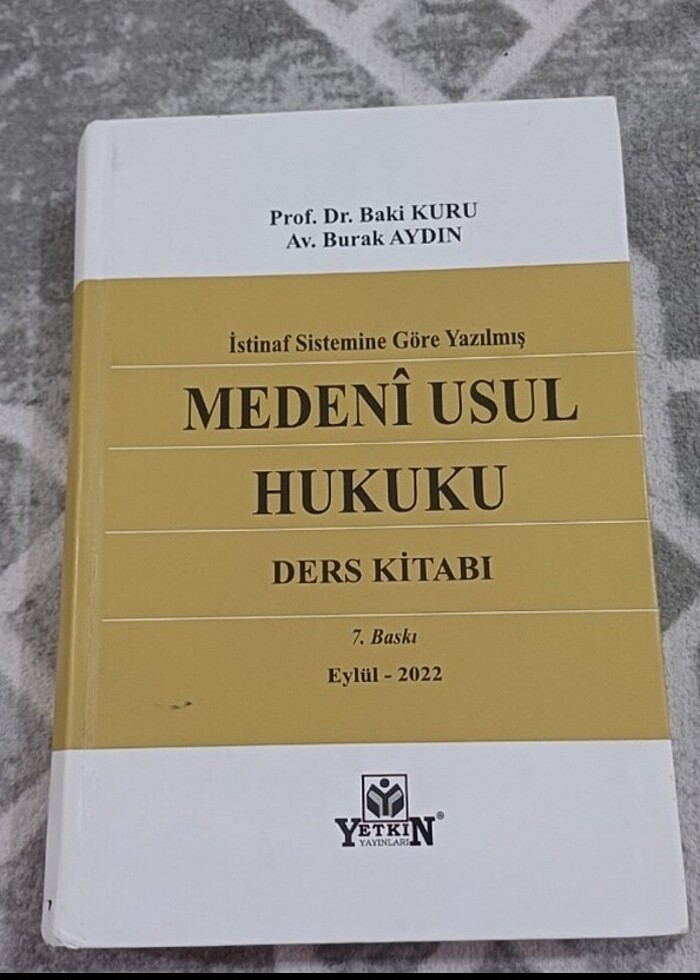 Prof. Dr. Baki KURU
Av. Burak AYDIN
İstinaf Sistemine Göre Yazılmış
MEDENÎ USUL
HUKUKU
DERS KİTABI
7. Baskı
Eylül - 2022
YETKİN®
YAYINLARI